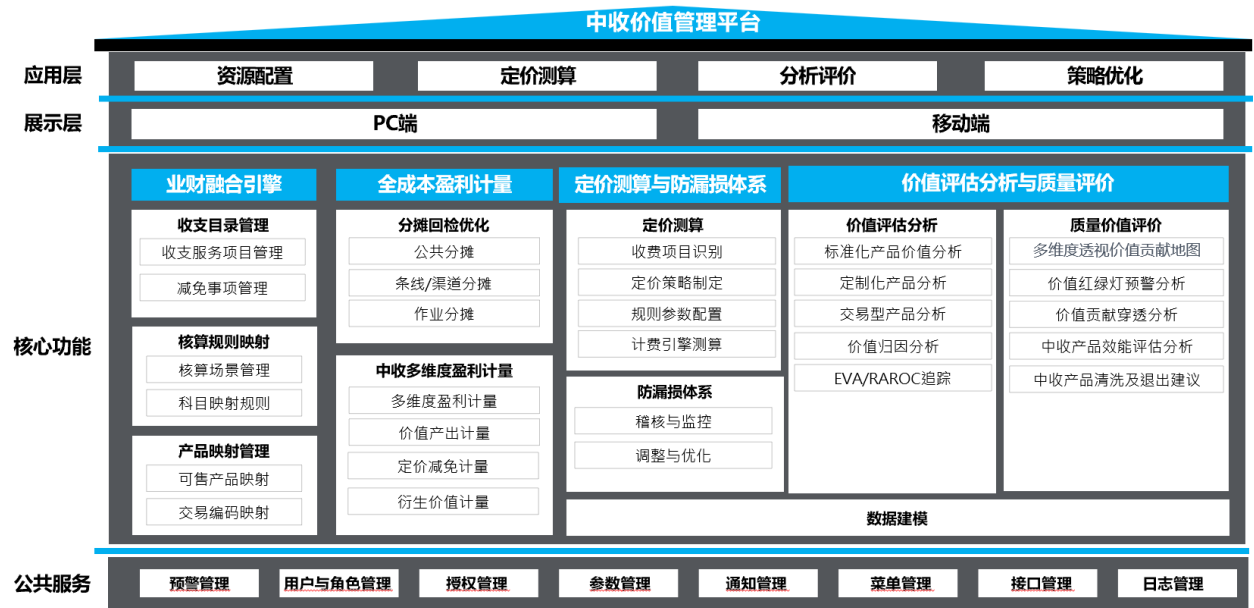 中收价值管理平台
应用层
资源配置
定价测算
分析评价
策略优化
展示层
PC端
移动端
核心功能
业财融合引擎
收支目录管理
收支服务项目管理
减免事项管理
核算规则映射
核算场景管理
科目映射规则
产品映射管理
可售产品映射
交易编码映射
全成本盈利计量
分摊回检优化
公共分摊
条线/渠道分摊
作业分摊
中收多维度盈利计量
多维度盈利计量
价值产出计量
定价减免计量
衍生价值计量
定价测算与防漏损体系
定价测算
收费项目识别
定价策略制定
规则参数配置
计费引擎测算
防漏损体系
稽核与监控
调整与优化
价值评估分析与质量评价
价值评估分析
标准化产品价值分析
定制化产品分析
交易型产品分析
价值归因分析
EVA/RAROC追踪
质量价值评价
多维度透视价值贡献地图
价值红绿灯预警分析
价值贡献穿透分析
中收产品效能评估分析
中收产品清洗及退出建议
数据建模
公共服务
预警管理
用户与角色管理
授权管理
参数管理
通知管理
菜单管理
接口管理
日志管理